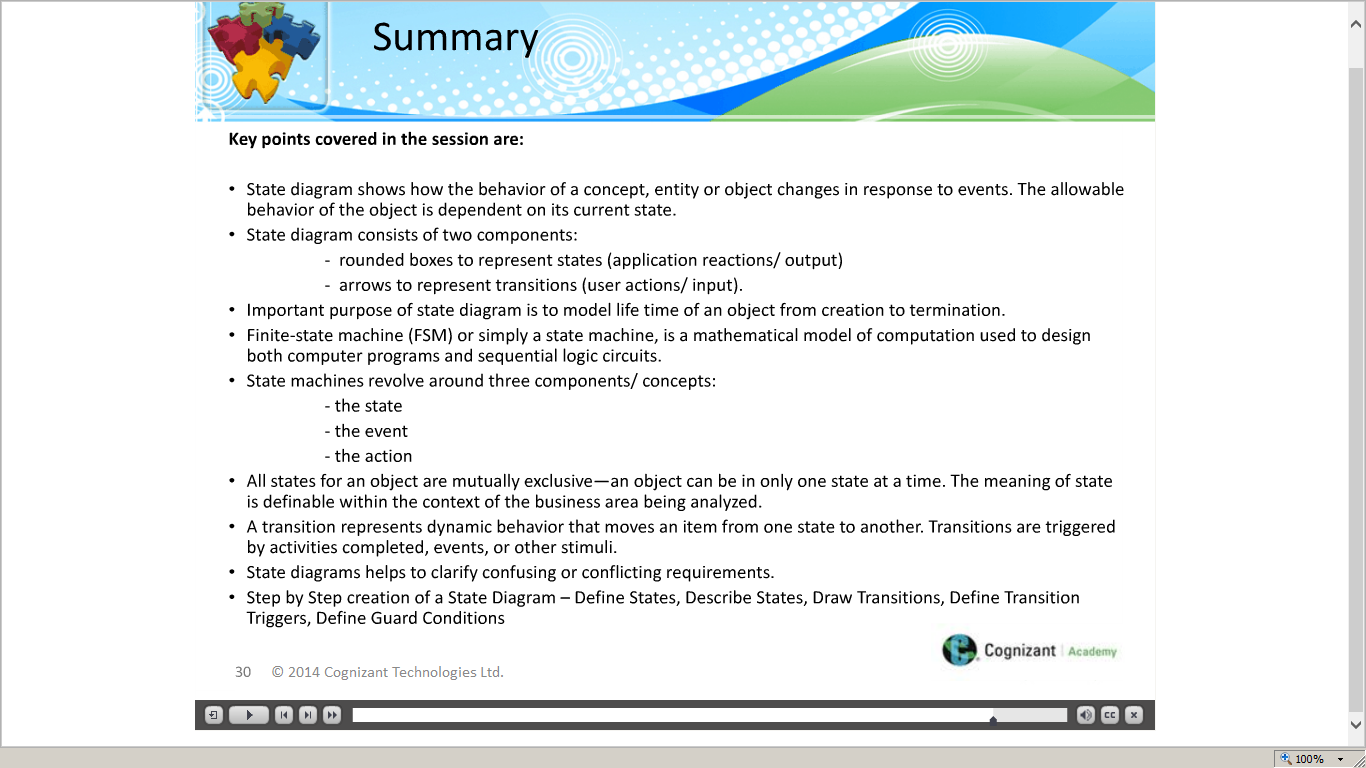 Summary
Key points covered in the session are:
• State diagram shows how the behavior of a concept, entity or object changes in response to events. The allowable
behavior of the object is dependent on its current state.
• State diagram consists of two components:
- rounded boxes to represent states (application reactions/ output)
- arrows to represent transitions (user actions/ input).
• Important purpose of state diagram is to model life time of an object from creation to termination.
• Finite-state machine (FSM) or simply a state machine, is a mathematical model of computation used to design
both computer programs and sequential logic circuits.
• State machines revolve around three components/ concepts:
- the state
- the event
- the action
• All states for an object are mutually exclusive—an object can be in only one state at a time. The meaning of state
is definable within the context of the business area being analyzed.
• A transition represents dynamic behavior that moves an item from one state to another. Transitions are triggered
by activities completed, events, or other stimuli.
• State diagrams helps to clarify confusing or conflicting requirements.
• Step by Step creation of a State Diagram – Define States, Describe States, Draw Transitions, Define Transition
Triggers, Define Guard Conditions
Cognizant | Academy
30 © 2014 Cognizant Technologies Ltd.
CC
100%